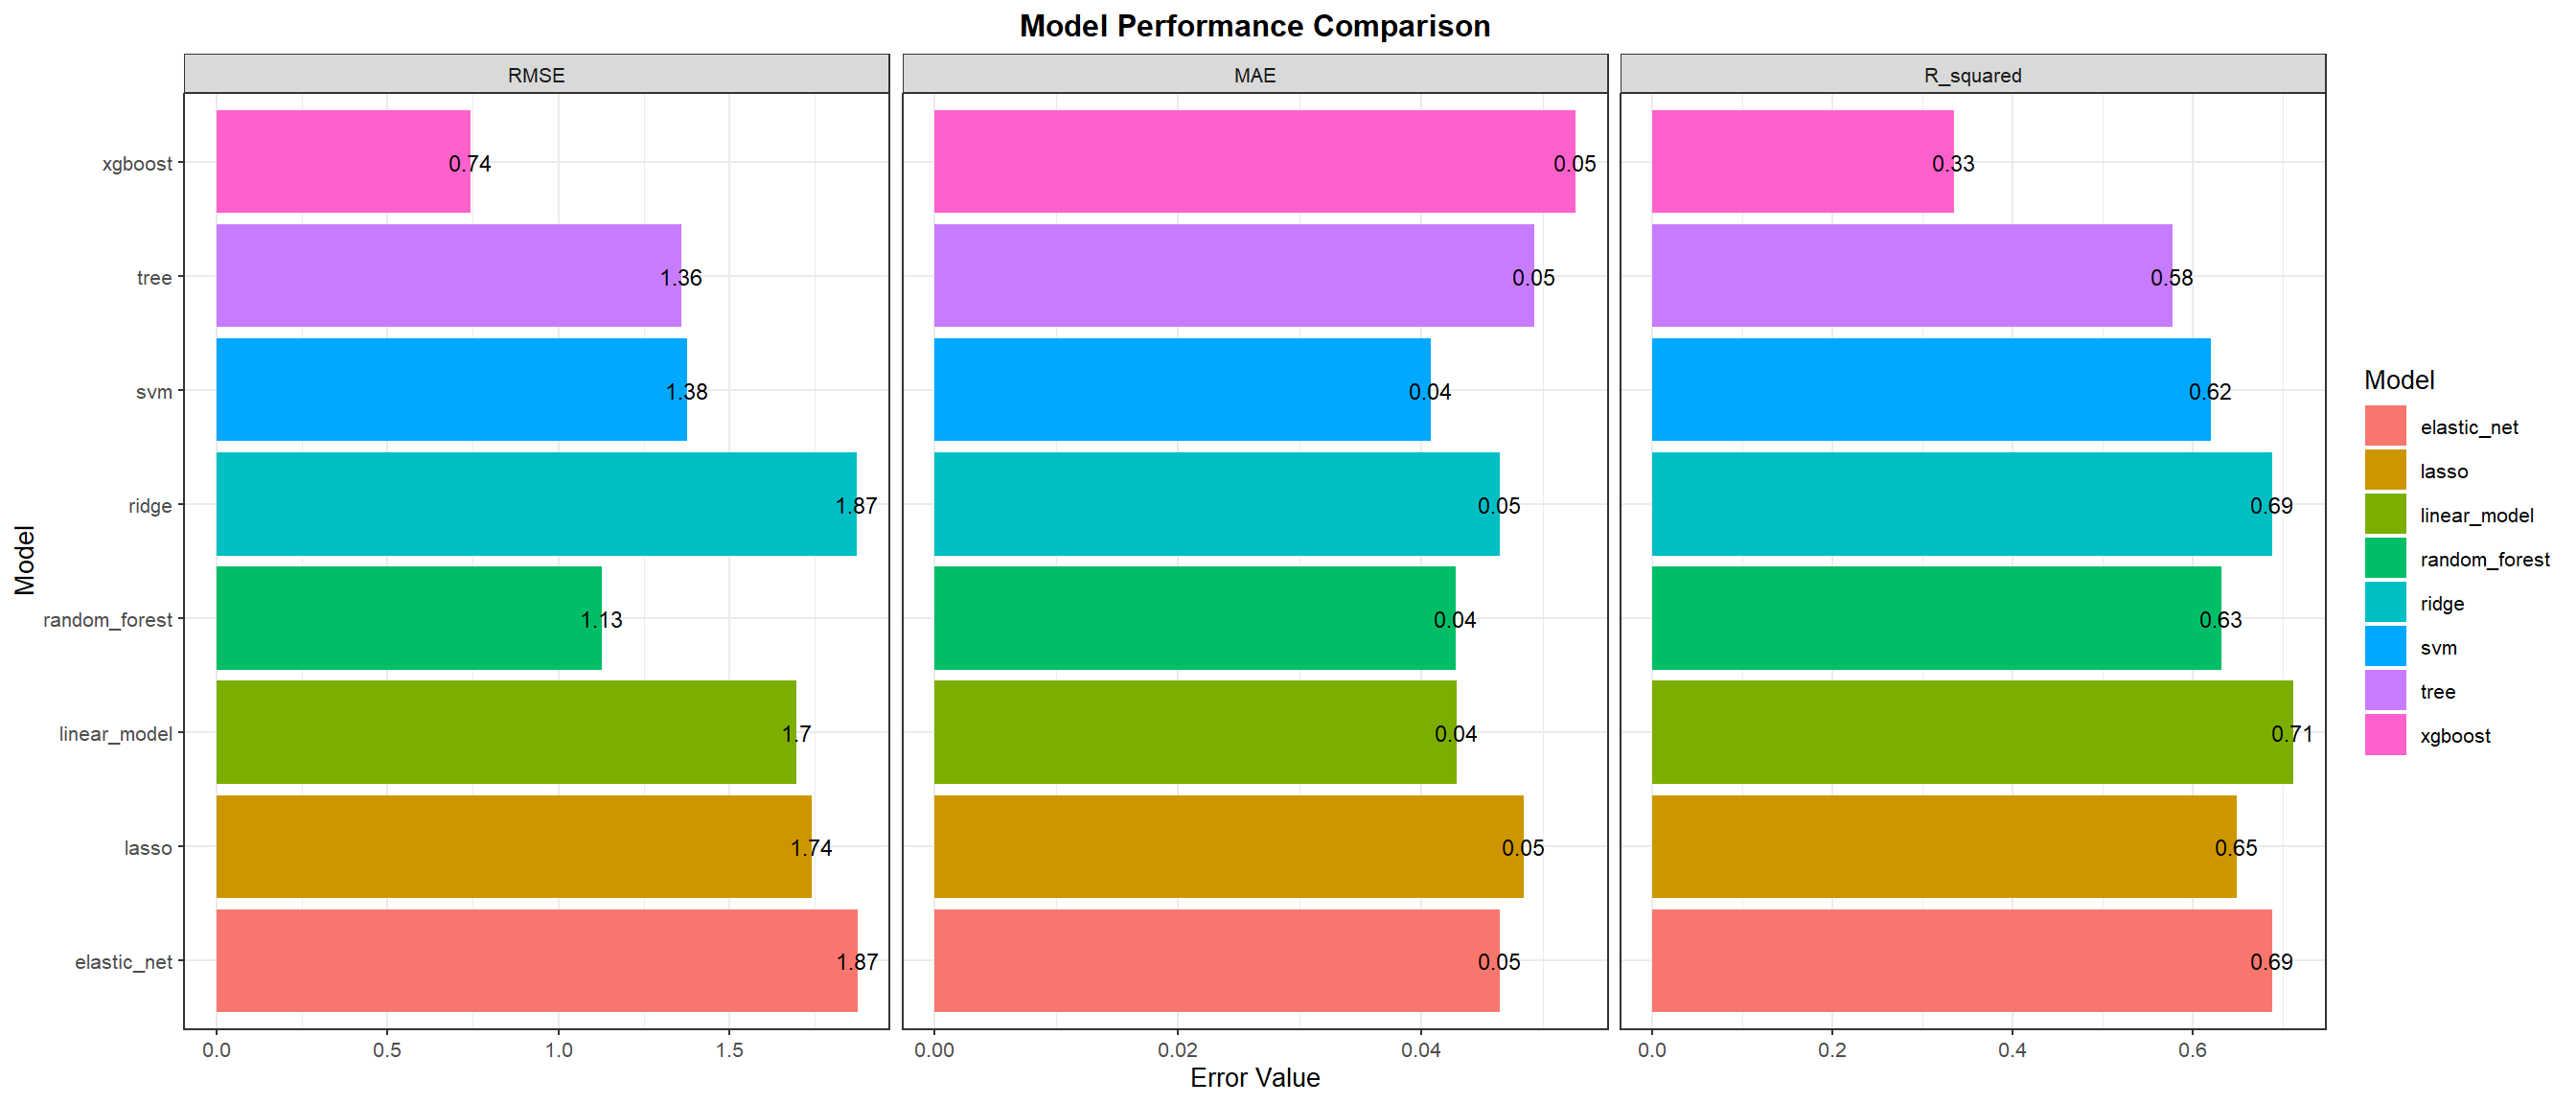 Model Performance Comparison
RMSE
MAE
R_squared
Model
xgboost
0.74
0.05
0.33
tree
1.36
0.05
0.58
svm
1.38
0.04
0.62
ridge
1.87
0.05
0.69
random_forest
1.13
0.04
0.63
linear_model
1.7
0.04
0.71
lasso
1.74
0.05
0.65
elastic_net
1.87
0.05
0.69
0.0 0.5 1.0 1.5
0.00 0.02 0.04
0.0 0.2 0.4 0.6
Error Value
Model
elastic_net
lasso
linear_model
random_forest
ridge
svm
tree
xgboost